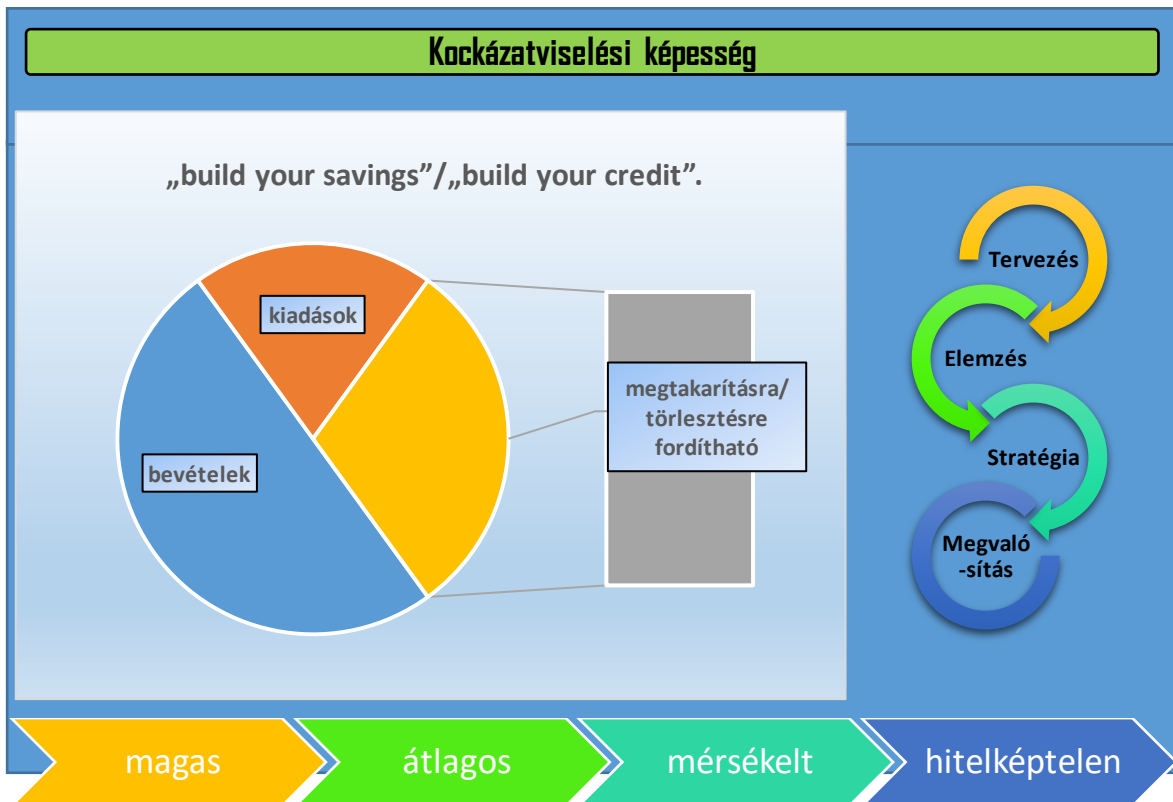 Kockázatviselési képesség
„build your savings”/„build your credit”.
kiadások
bevételek
megtakarításra/
törlesztésre
fordítható
Tervezés
Elemzés
Stratégia
Megvaló
-sítás
magas
átlagos
mérsékelt
hitelképtelen